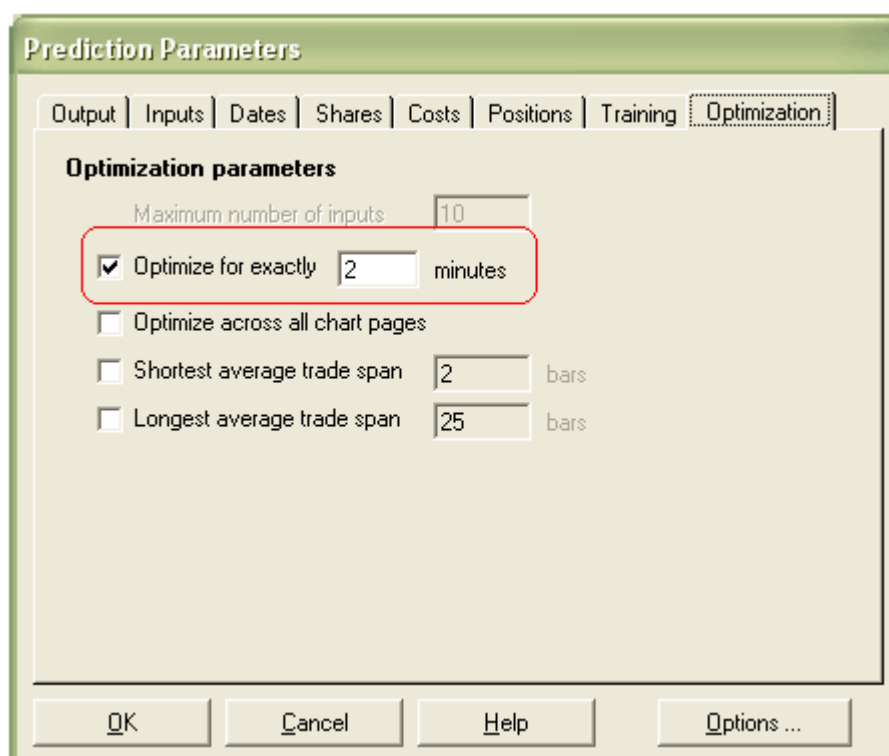 Prediction Parameters
Output Inputs Dates Shares Costs Positions Training Optimization
Optimization parameters
Maximum number of inputs 10
Optimize for exactly 2 minutes
Optimize across all chart pages
Shortest average trade span 2 bars
Longest average trade span 25 bars
OK Cancel Help Options ...